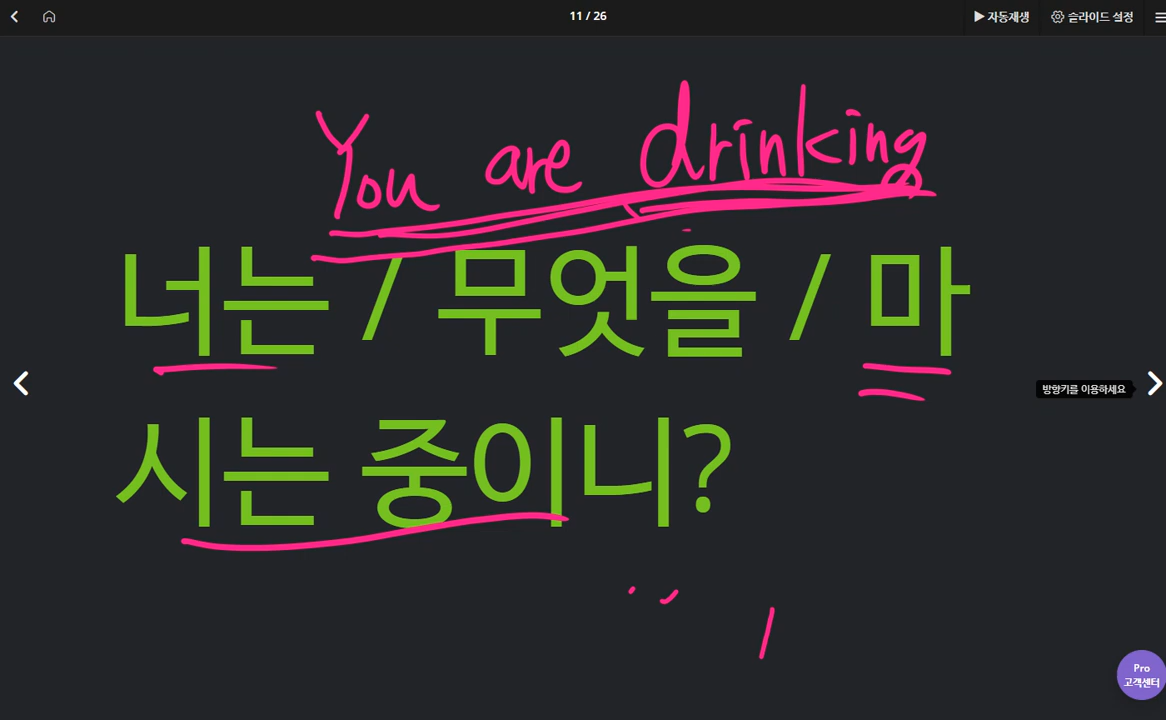 11 / 26
▶ 자동재생
슬라이드 설정
You are drinking
너는 / 무엇을 / 마
시는 중이니?
방향키를 이용하세요
Pro
고객센터